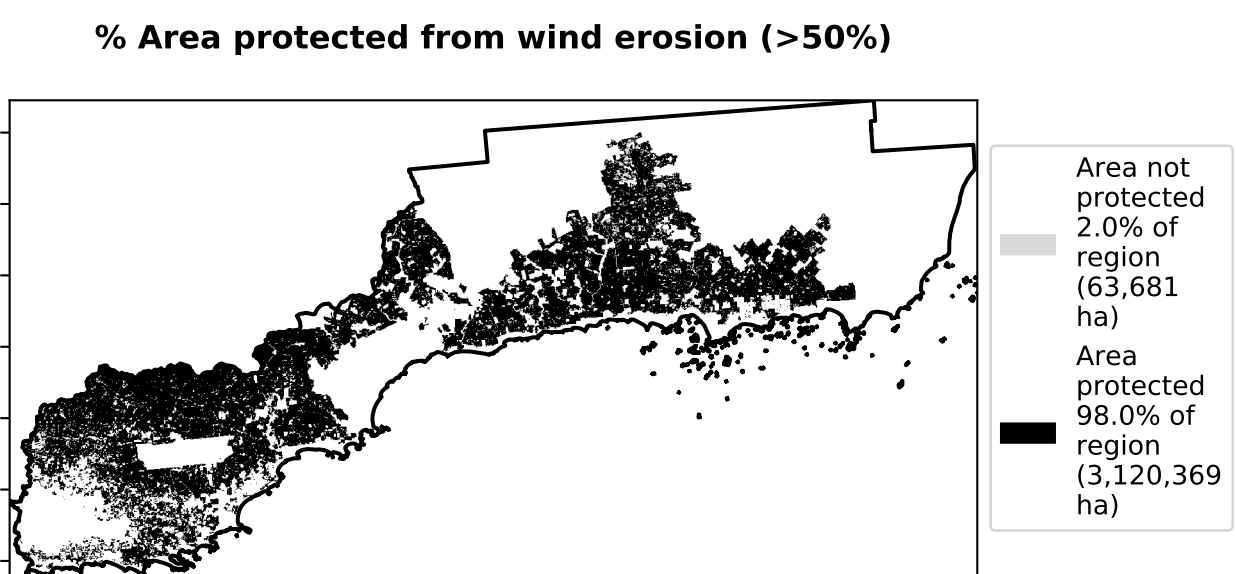 % Area protected from wind erosion (>50%)
Area not
protected
2.0% of
region
(63,681
ha)
Area
protected
98.0% of
region
(3,120,369
ha)